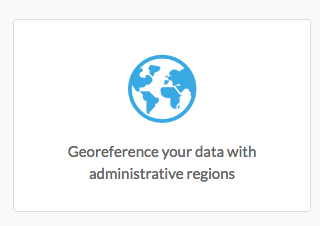 Georeference your data with
administrative regions